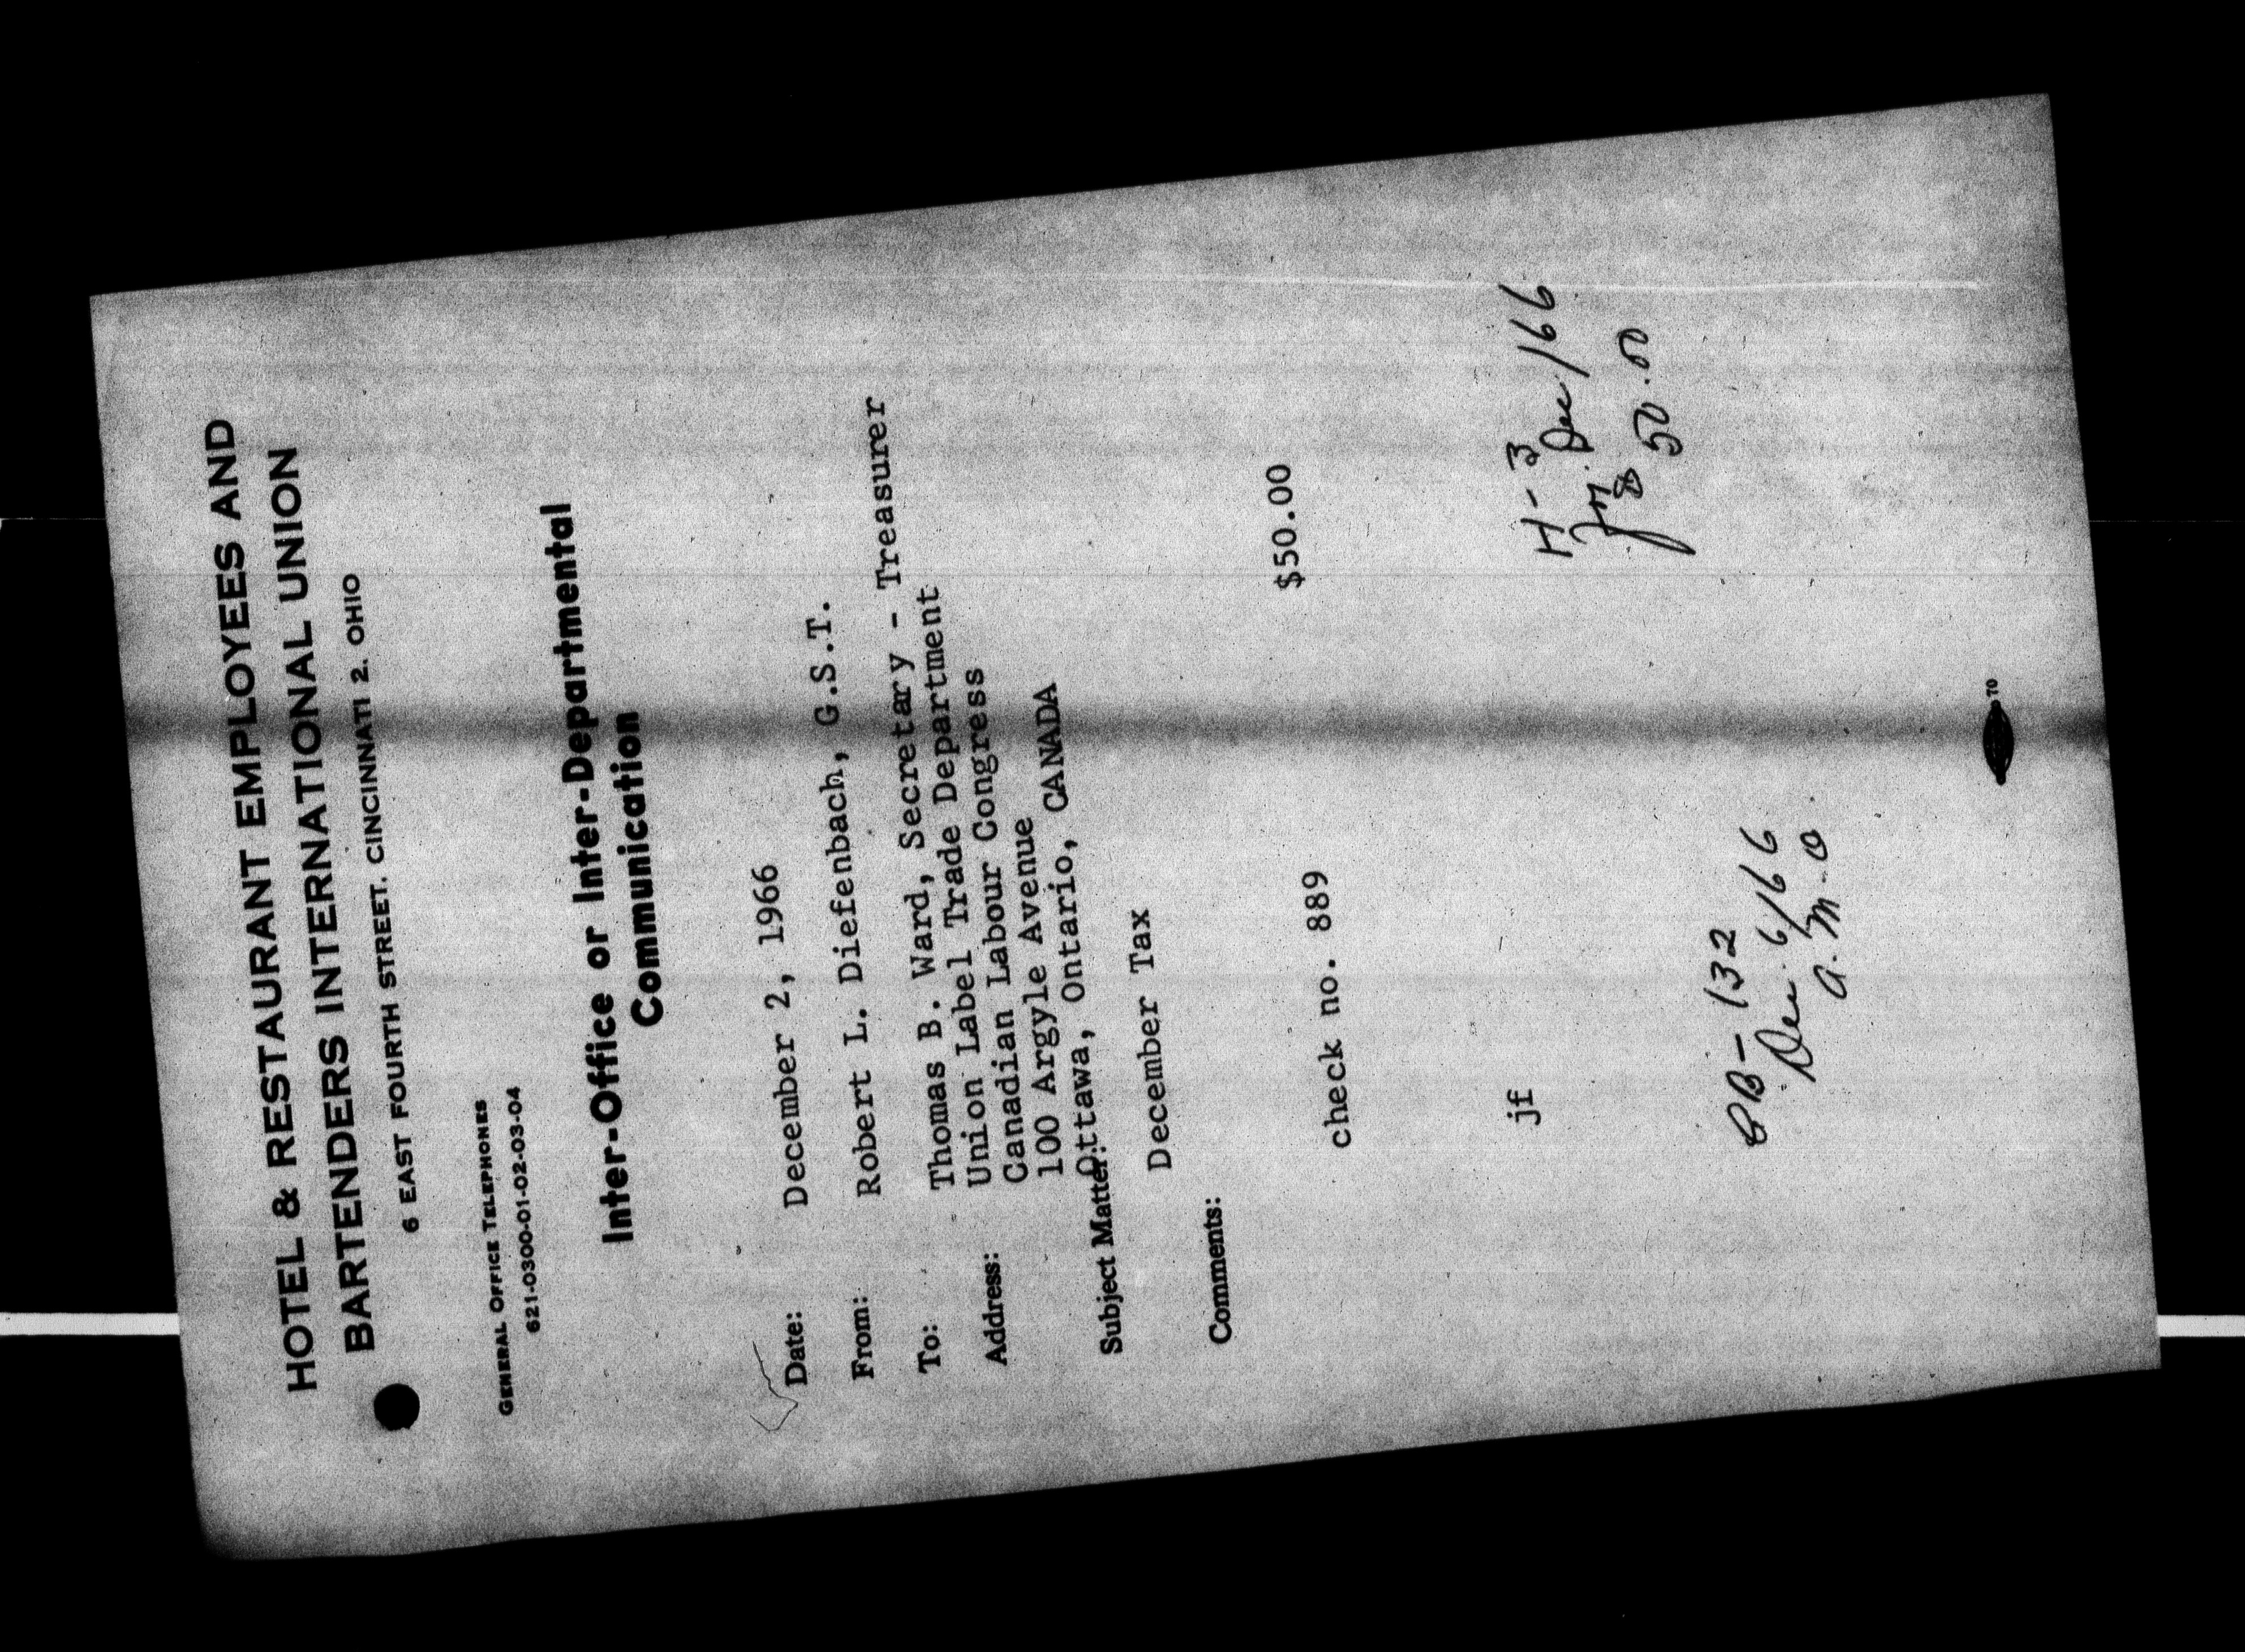 HOTEL & RESTAURANT EMPLOYEES AND
BARTENDERS INTERNATIONAL UNION
6 EAST FOURTH STREET. CINCINNATI 2. OHIO
GENERAL OFFICE TELEPHONES
621-0300-01-02-03-04
Inter-Office or Inter-Departmental
Communication
Date: December 2, 1966
From: Robert L. Diefenbach, G.S.T.
To: Thomas B. Ward, Secretary - Treasurer
Union Label Trade Department
Address: Canadian Labour Congress
100 Argyle Avenue
Ottawa, Ontario, CANADA
Subject Matter:
December Tax
Comments:
$50.00
check no. 889
jf
H-3
Dec/66
$50.00
132
Dec. 6/66
a.m.o.
70